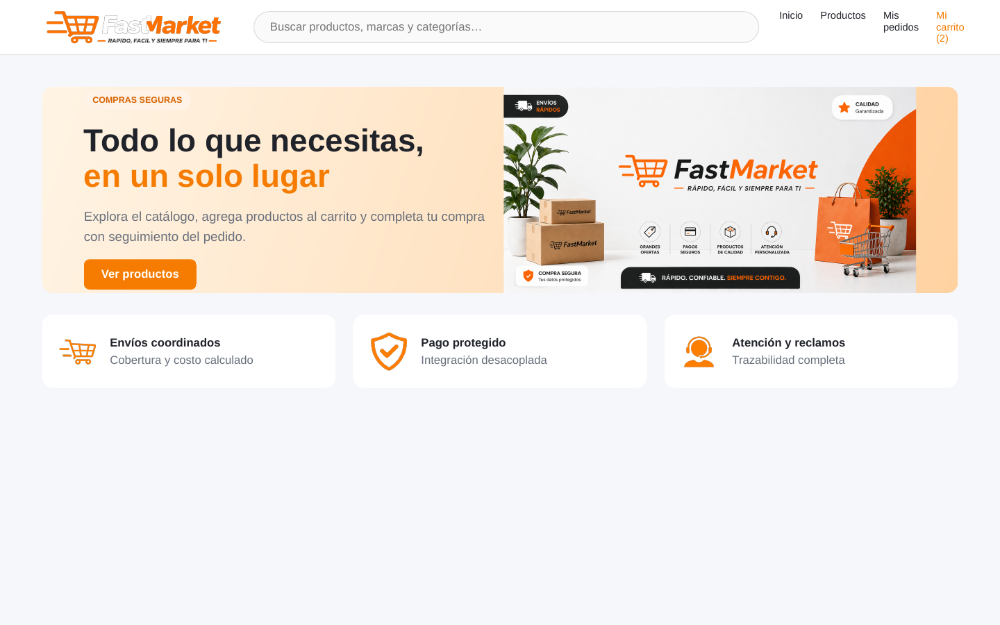 FastMarket
RAPIDO, FACIL Y SIEMPRE PARA TI
Buscar productos, marcas y categorías…
Inicio
Productos
Mis
pedidos
Mi
carrito
(2)
COMPRAS SEGURAS
Todo lo que necesitas,
en un solo lugar
Explora el catálogo, agrega productos al carrito y completa tu compra
con seguimiento del pedido.
Ver productos
ENVÍOS
RÁPIDOS
CALIDAD
Garantizada
FastMarket
RÁPIDO, FÁCIL Y SIEMPRE PARA TI
FastMarket
FastMarket
GRANDES
OFERTAS
PAGOS
SEGUROS
PRODUCTOS
DE CALIDAD
ATENCIÓN
PERSONALIZADA
COMPRA SEGURA
Tus datos protegidos
RÁPIDO. CONFIABLE. SIEMPRE CONTIGO.
Envíos coordinados
Cobertura y costo calculado
Pago protegido
Integración desacoplada
Atención y reclamos
Trazabilidad completa